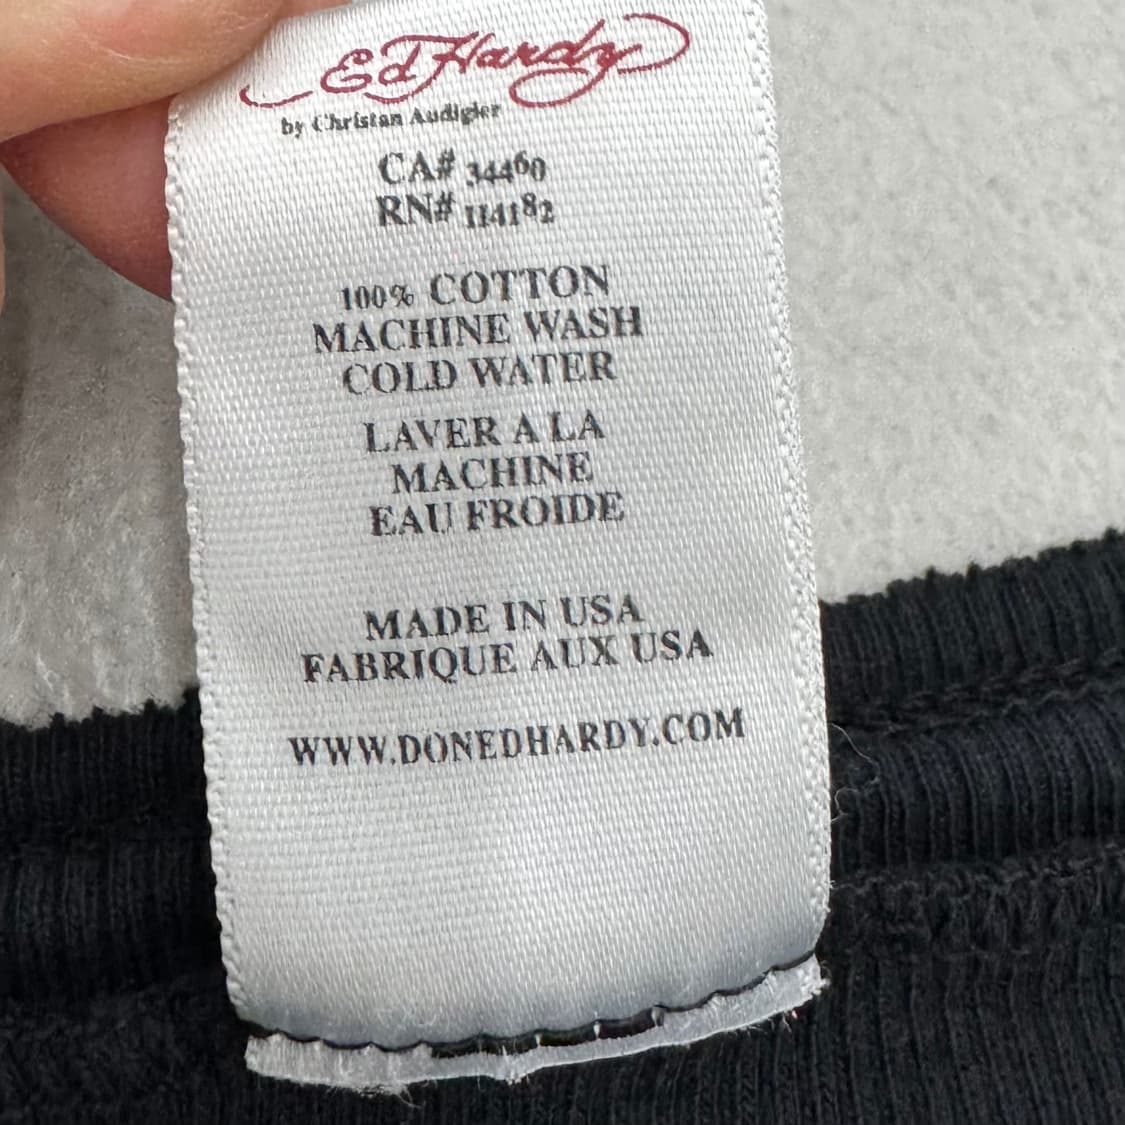 Ed Hardy
by Christan Audigier
CA# 34460
RN# 114182
100% COTTON
MACHINE WASH
COLD WATER
LAVER A LA
MACHINE
EAU FROIDE
MADE IN USA
FABRIQUE AUX USA
WWW.DONEDHARDY.COM